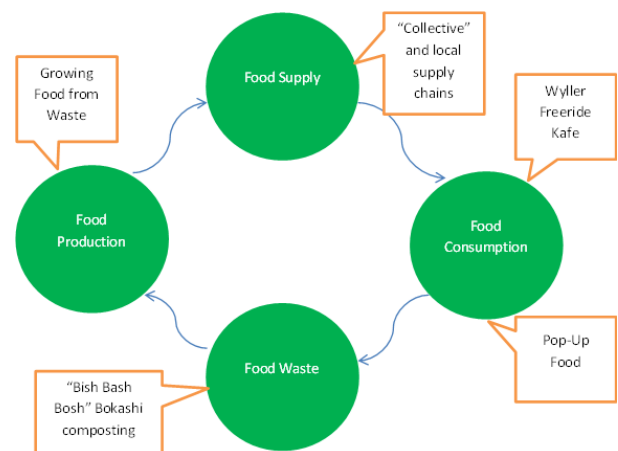 Food Supply
“Collective”
and local
supply
chains
Growing
Food from
Waste
Wyller
Freeride
Kafe
Food
Production
Food
Consumption
Food Waste
Pop-Up
Food
“Bish Bash
Bosh” Bokashi
composting